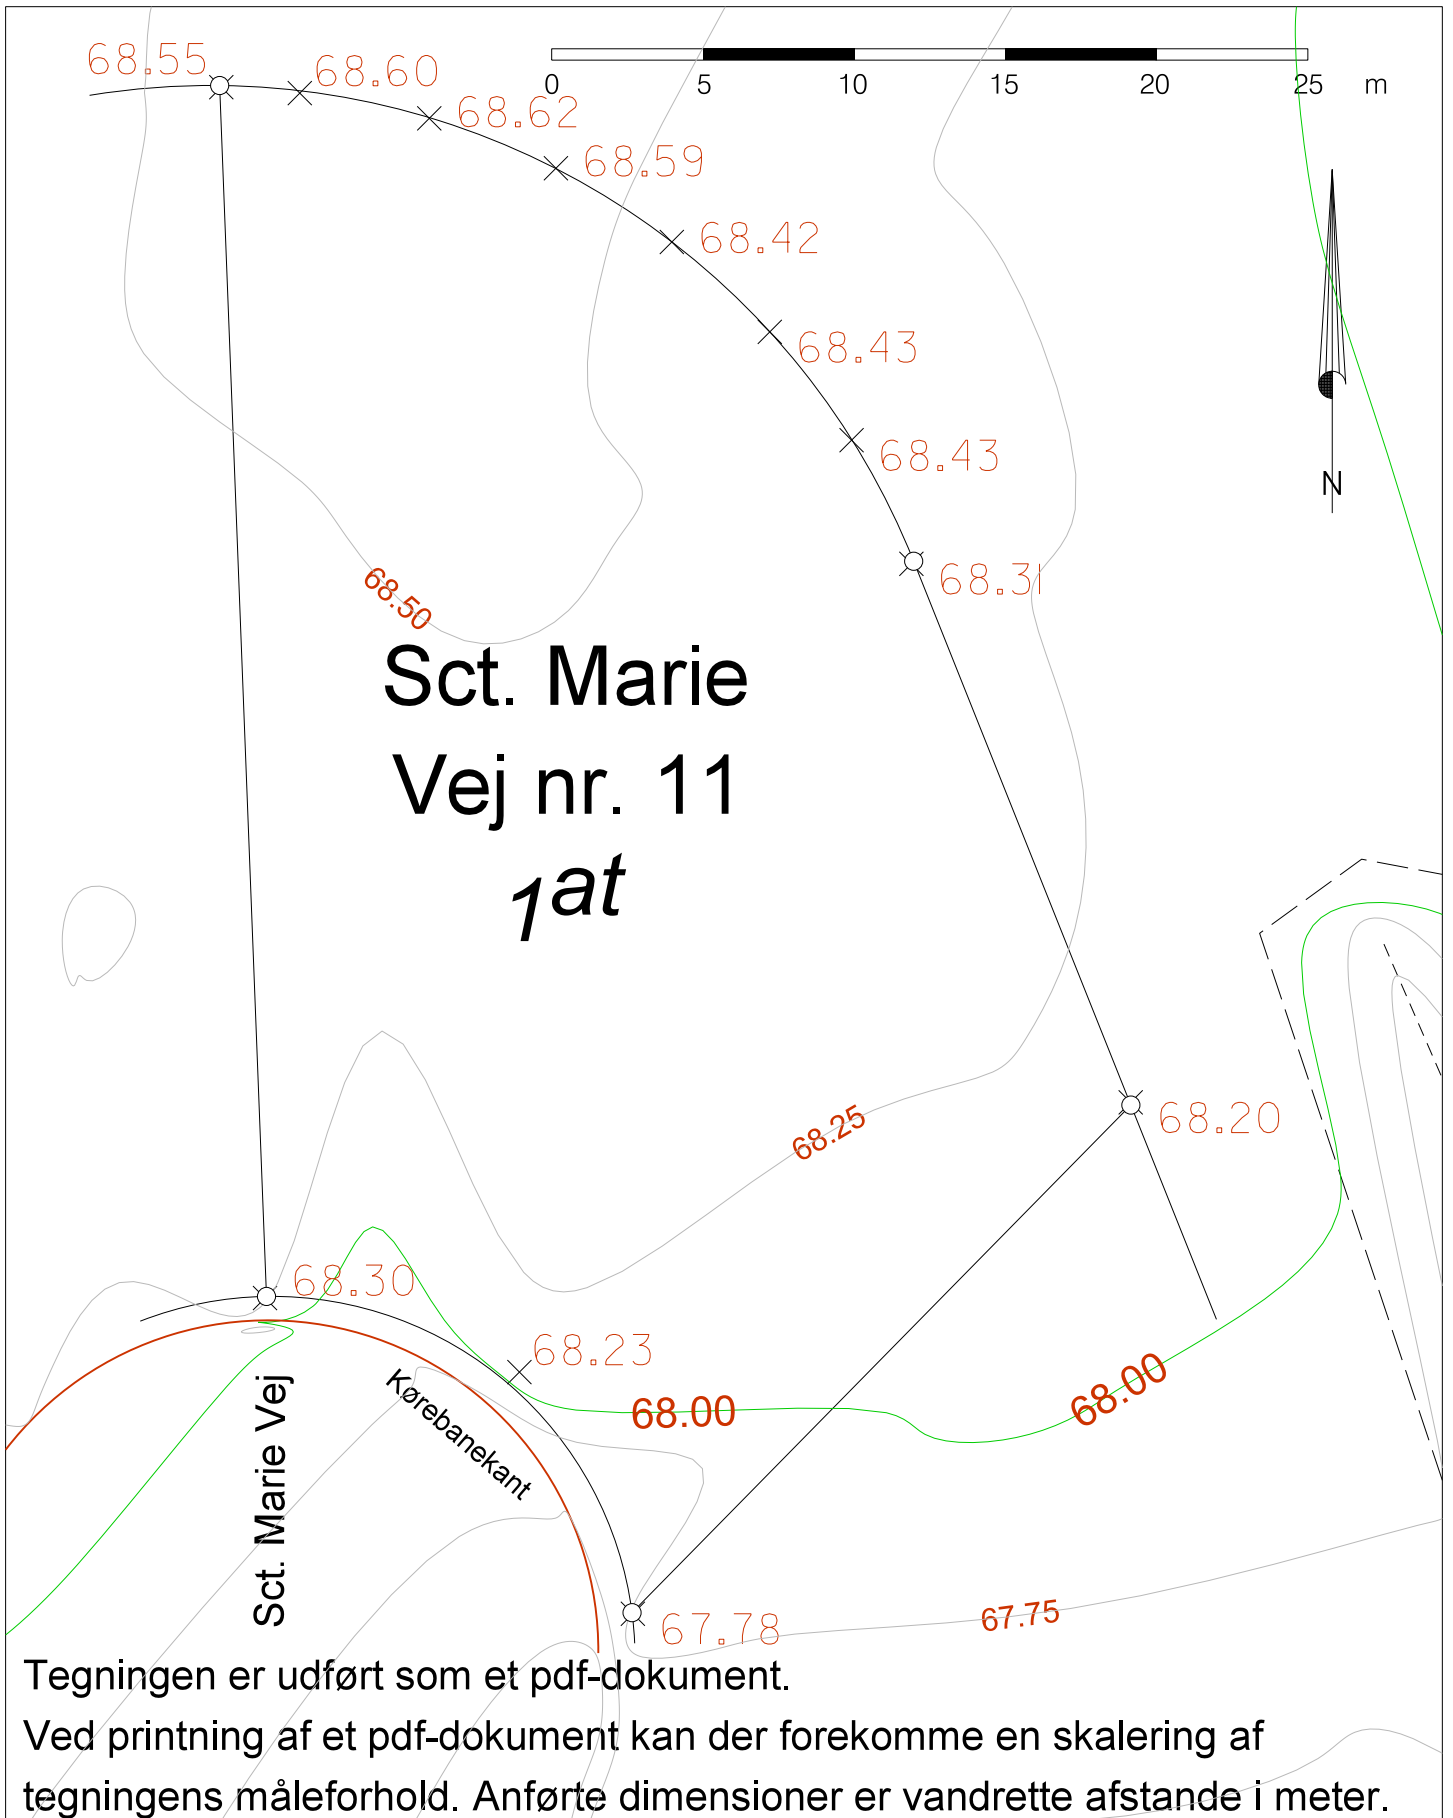 68.55
68.60
0 5 10 15 20 25 m
68.62
68.59
68.42
68.43
68.43
N
68.31
68.50
Sct. Marie
Vej nr. 11
1at
68.25
68.20
68.30
68.23
68.00
68.00
Kørebanekant
Sct. Marie Vej
67.78
67.75
Tegningen er udført som et pdf-dokument.
Ved printning af et pdf-dokument kan der forekomme en skalering af
tegningens måleforhold. Anførte dimensioner er vandrette afstande i meter.